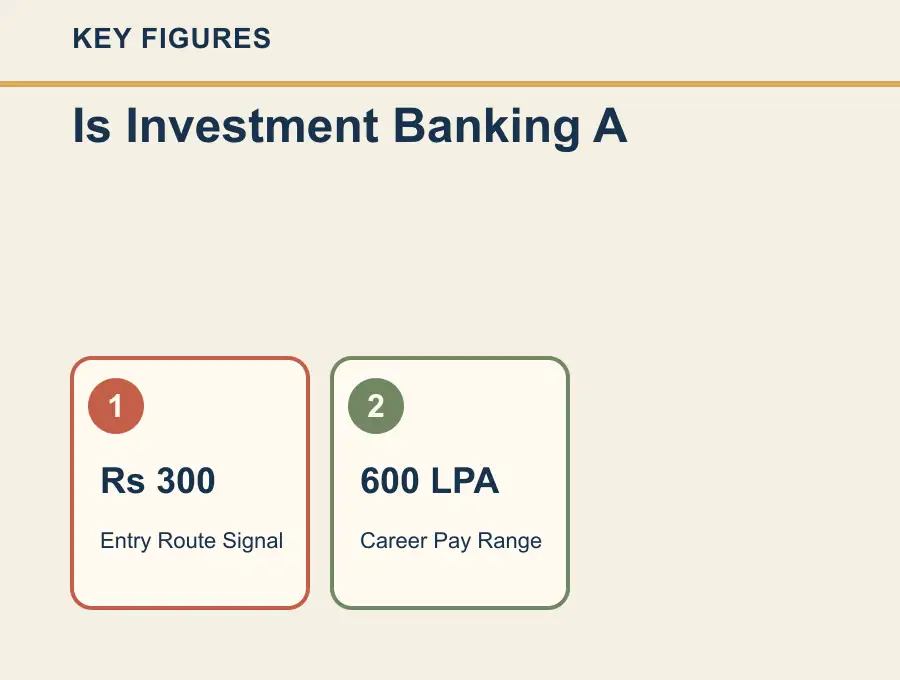 KEY FIGURES
Is Investment Banking A
1
Rs 300
Entry Route Signal
2
600 LPA
Career Pay Range